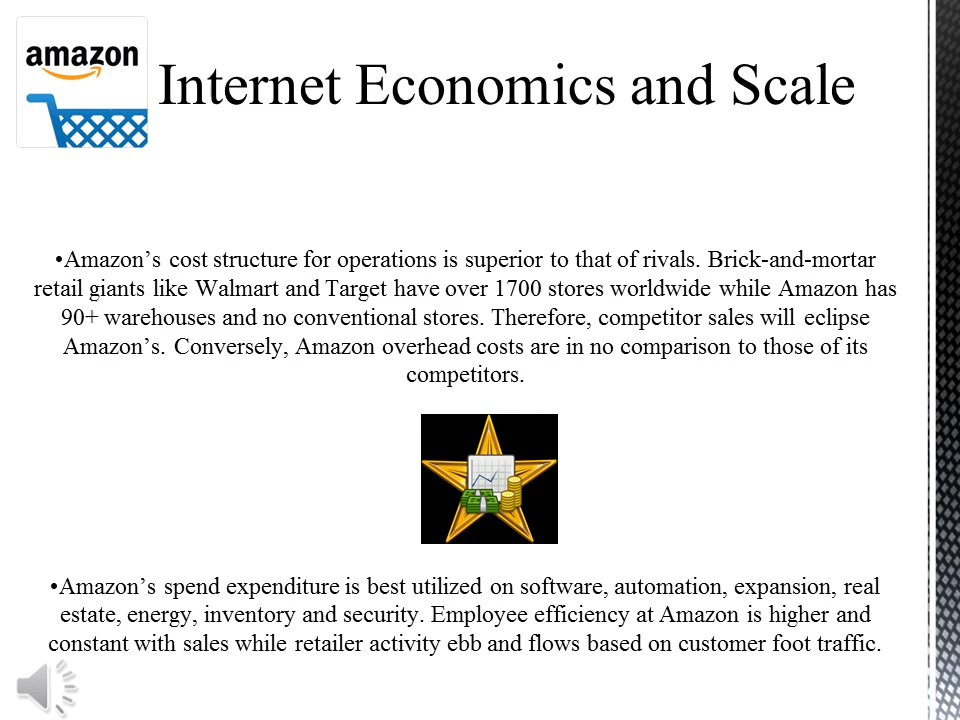 amazon
Internet Economics and Scale
•Amazon’s cost structure for operations is superior to that of rivals. Brick-and-mortar
retail giants like Walmart and Target have over 1700 stores worldwide while Amazon has
90+ warehouses and no conventional stores. Therefore, competitor sales will eclipse
Amazon’s. Conversely, Amazon overhead costs are in no comparison to those of its
competitors.
•Amazon’s spend expenditure is best utilized on software, automation, expansion, real
estate, energy, inventory and security. Employee efficiency at Amazon is higher and
constant with sales while retailer activity ebb and flows based on customer foot traffic.